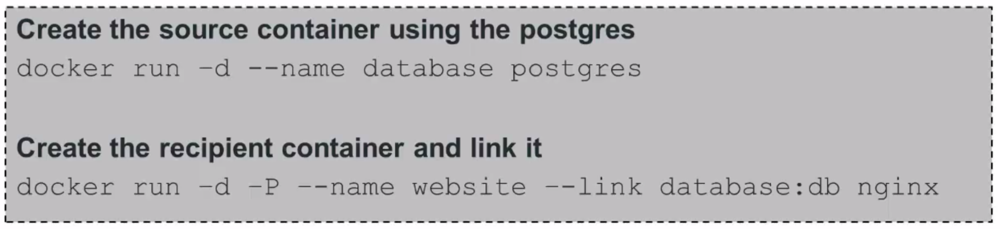 Create the source container using the postgres
docker run –d --name database postgres
Create the recipient container and link it
docker run –d –P –-name website –-link database:db nginx